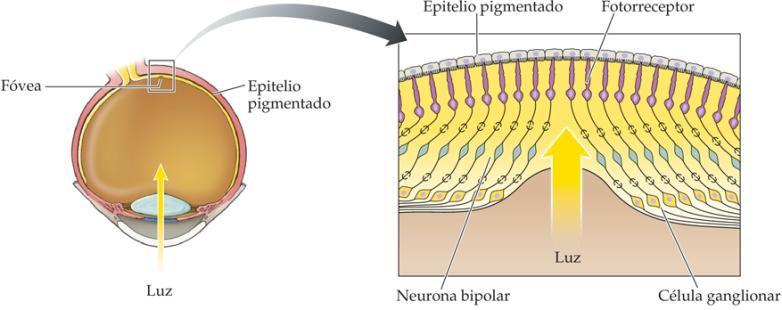 Epitelio pigmentado
Fotorreceptor
Fóvea
Epitelio
pigmentado
Luz
Luz
Neurona bipolar
Célula ganglionar